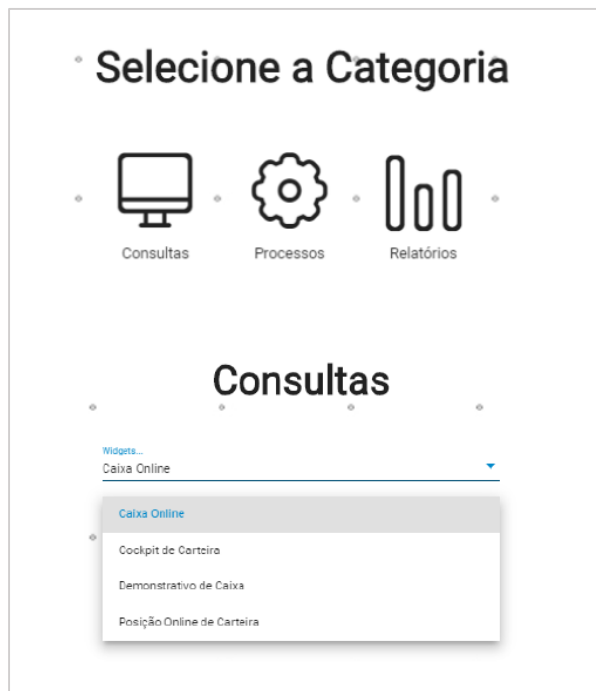 Selecione a Categoria
Consultas Processos Relatórios
Consultas
Widgets...
Caixa Online
Caixa Online
Cockpit de Carteira
Demonstrativo de Caixa
Posição Online de Carteira